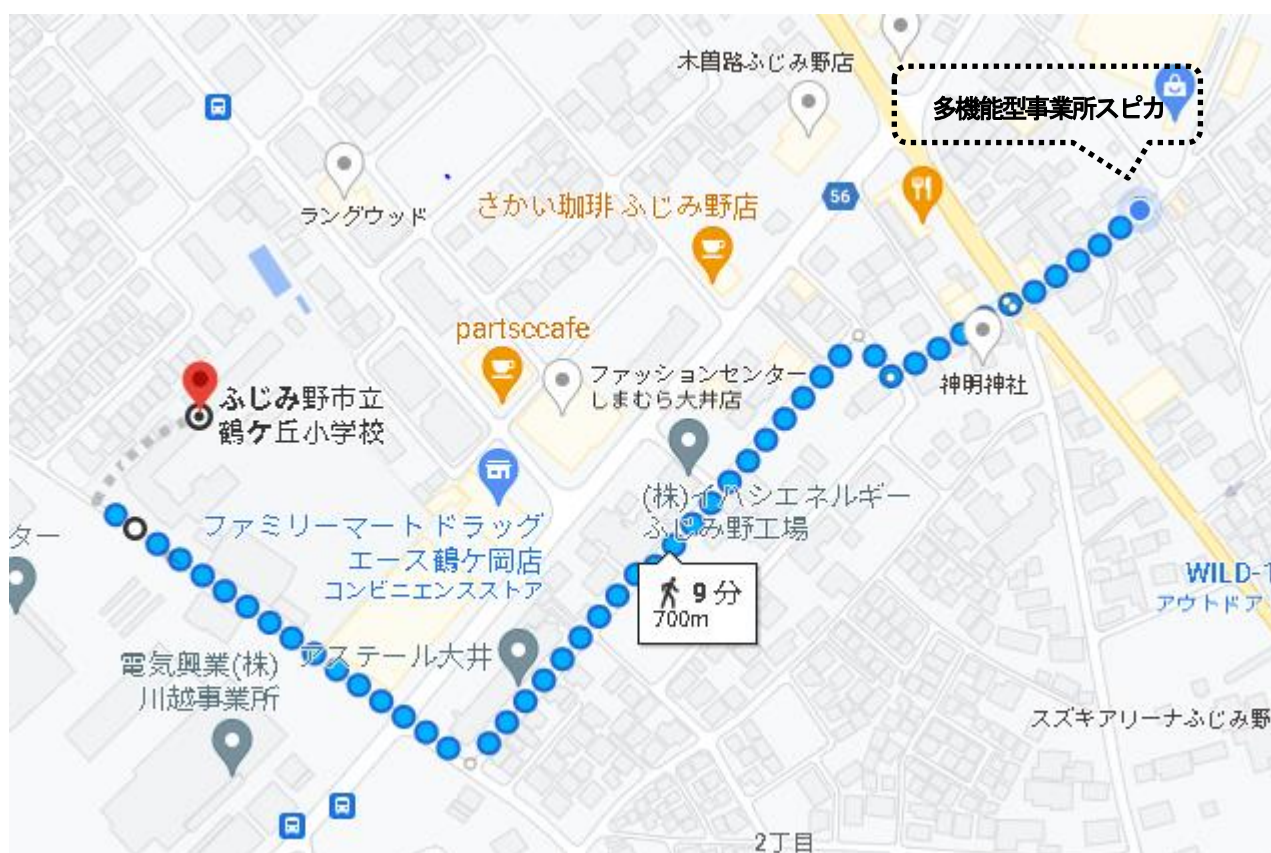 木曽路ふじみ野店
多機能型事業所スピカ
ラングウッド
さかい珈琲 ふじみ野店
56
partsccafe
ファッションセンター
しまむら大井店
神明神社
ふじみ野市立
鶴ケ丘小学校
(株)イハシエネルギー
ふじみ野工場
ファミリーマート ドラッグ
エース鶴ケ岡店
コンビニエンスストア
ター
9 分
700m
WILD-1
アウトドア
アステール大井
電気興業(株)
川越事業所
スズキアリーナふじみ野
2丁目